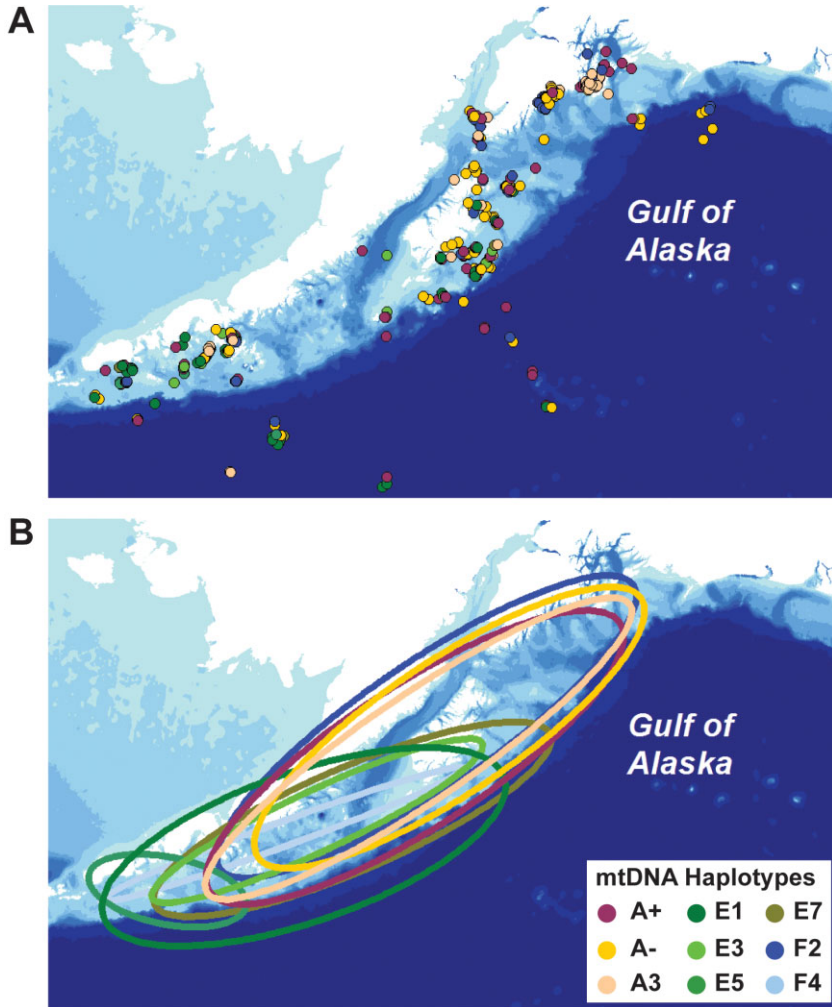 A
Gulf of
Alaska
B
Gulf of
Alaska
mtDNA Haplotypes
A+ E1 E7
A- E3 F2
A3 E5 F4